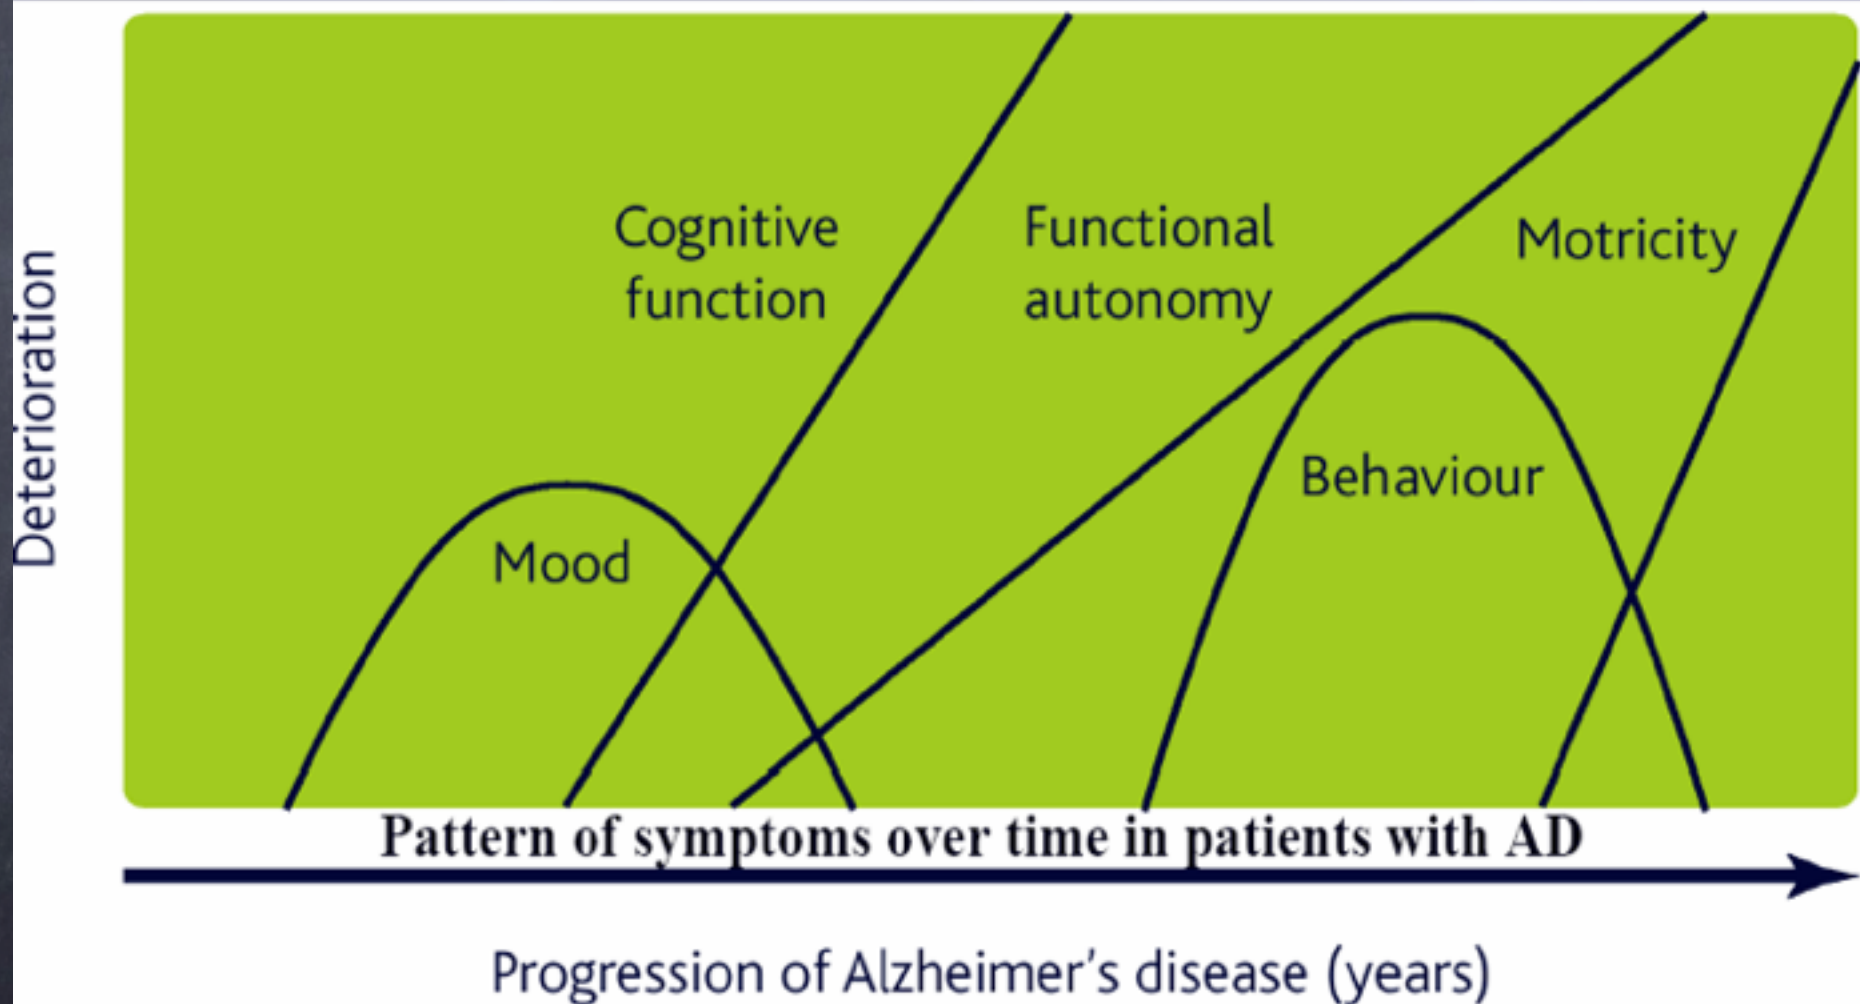 Deterioration
Cognitive
function
Functional
autonomy
Motricity
Behaviour
Mood
Pattern of symptoms over time in patients with AD
Progression of Alzheimer's disease (years)